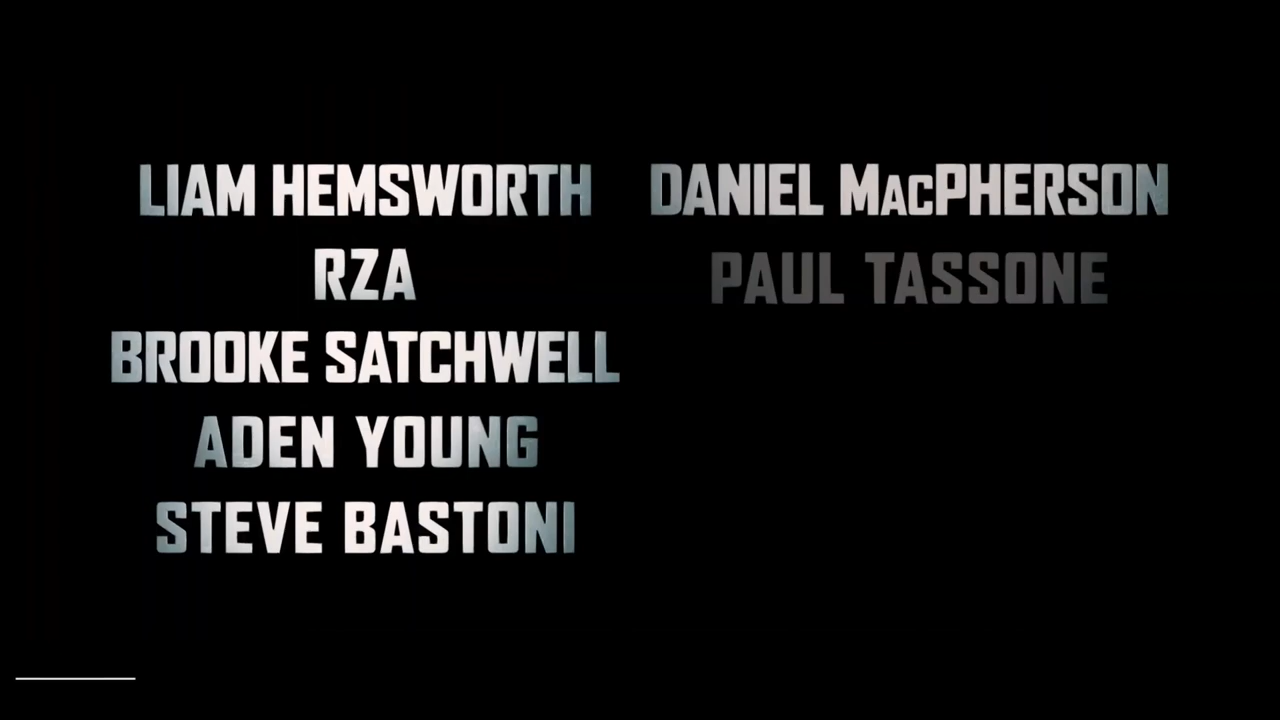 LIAM HEMSWORTH
RZA
BROOKE SATCHWELL
ADEN YOUNG
STEVE BASTONI
DANIEL MACPHERSON
PAUL TASSONE